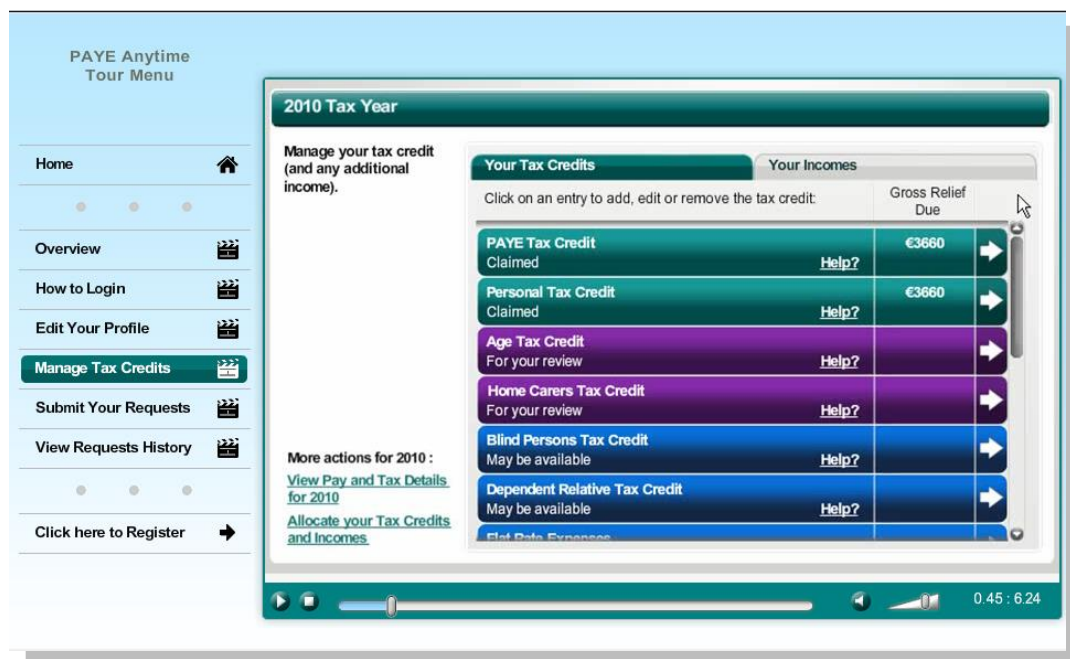 PAYE Anytime
Tour Menu
Home
Overview
How to Login
Edit Your Profile
Manage Tax Credits
Submit Your Requests
View Requests History
Click here to Register
2010 Tax Year
Manage your tax credit
(and any additional
income).
More actions for 2010 :
View Pay and Tax Details
for 2010
Allocate your Tax Credits
and Incomes
Your Tax Credits
Your Incomes
Click on an entry to add, edit or remove the tax credit:
Gross Relief
Due
PAYE Tax Credit
€3660
Claimed
Help?
Personal Tax Credit
€3660
Claimed
Help?
Age Tax Credit
For your review
Help?
Home Carers Tax Credit
For your review
Help?
Blind Persons Tax Credit
May be available
Help?
Dependent Relative Tax Credit
May be available
Help?
Flat Rate Expenses
0.45 : 6.24